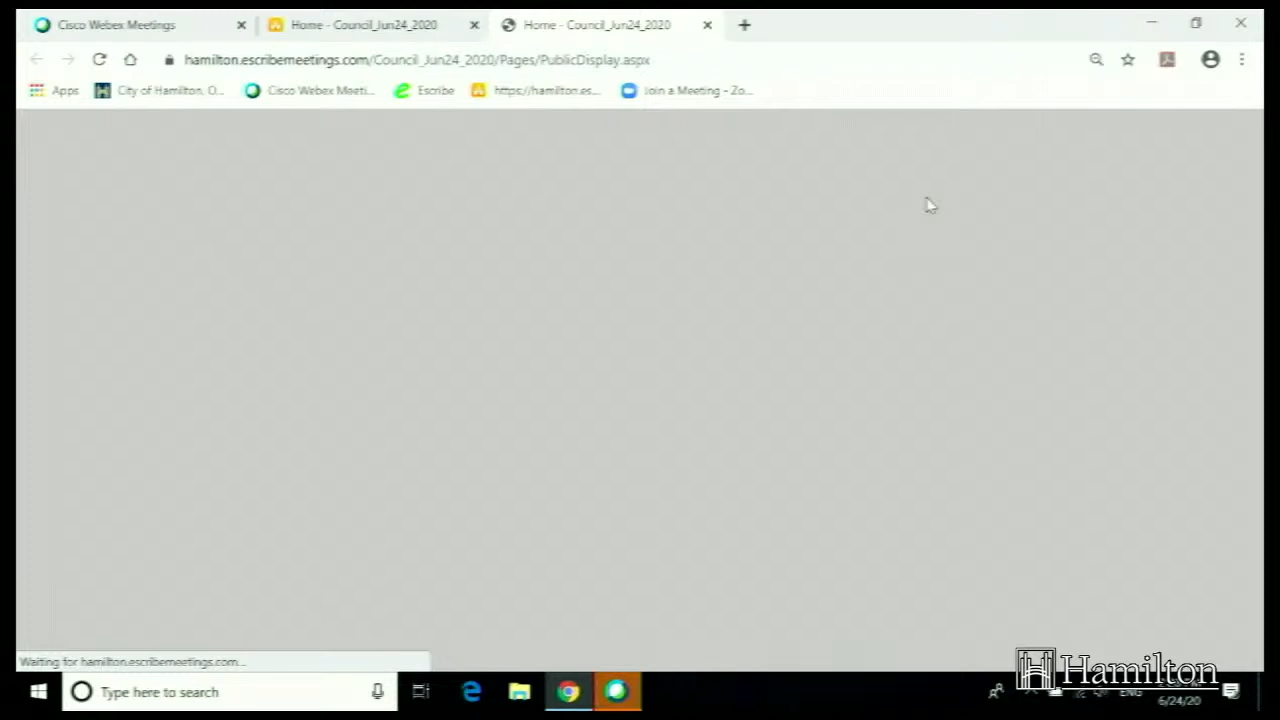 Cisco Webex Meetings
Home - Council_Jun24_2020
Home - Council_Jun24_2020
hamilton.escribemeetings.com/Council_Jun24_2020/Pages/PublicDisplay.aspx
Apps
City of Hamilton, O...
Cisco Webex Meeti...
Escribe
https://hamilton.es...
Join a Meeting - Zo...
Waiting for hamilton.escribemeetings.com...
Type here to search
Hamilton
ENG
6/24/20